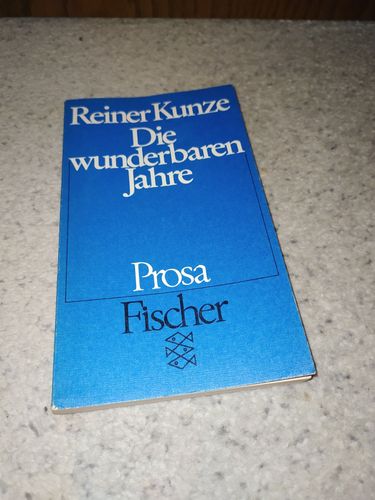 Reiner Kunze
Die
wunderbaren
Jahre
Prosa
Fischer